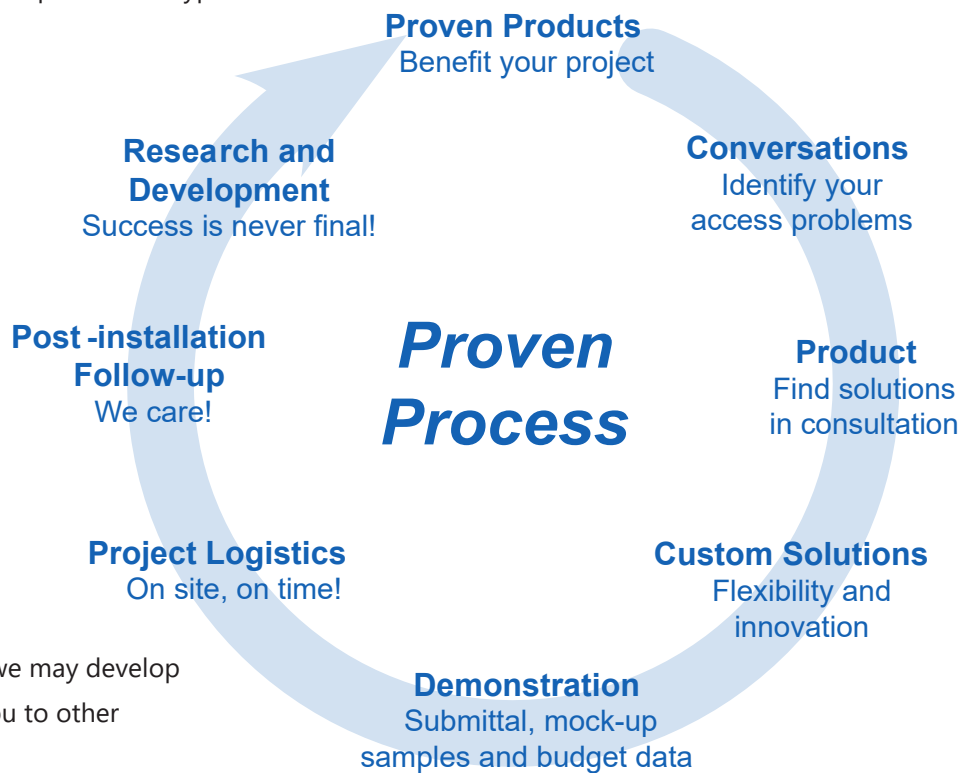 Proven Products
Benefit your project
Conversations
Identify your
access problems
Product
Find solutions
in consultation
Custom Solutions
Flexibility and
innovation
Demonstration
Submittal, mock-up
samples and budget data
Project Logistics
On site, on time!
Post -installation
Follow-up
We care!
Research and
Development
Success is never final!
Proven
Process
we may develop
u to other